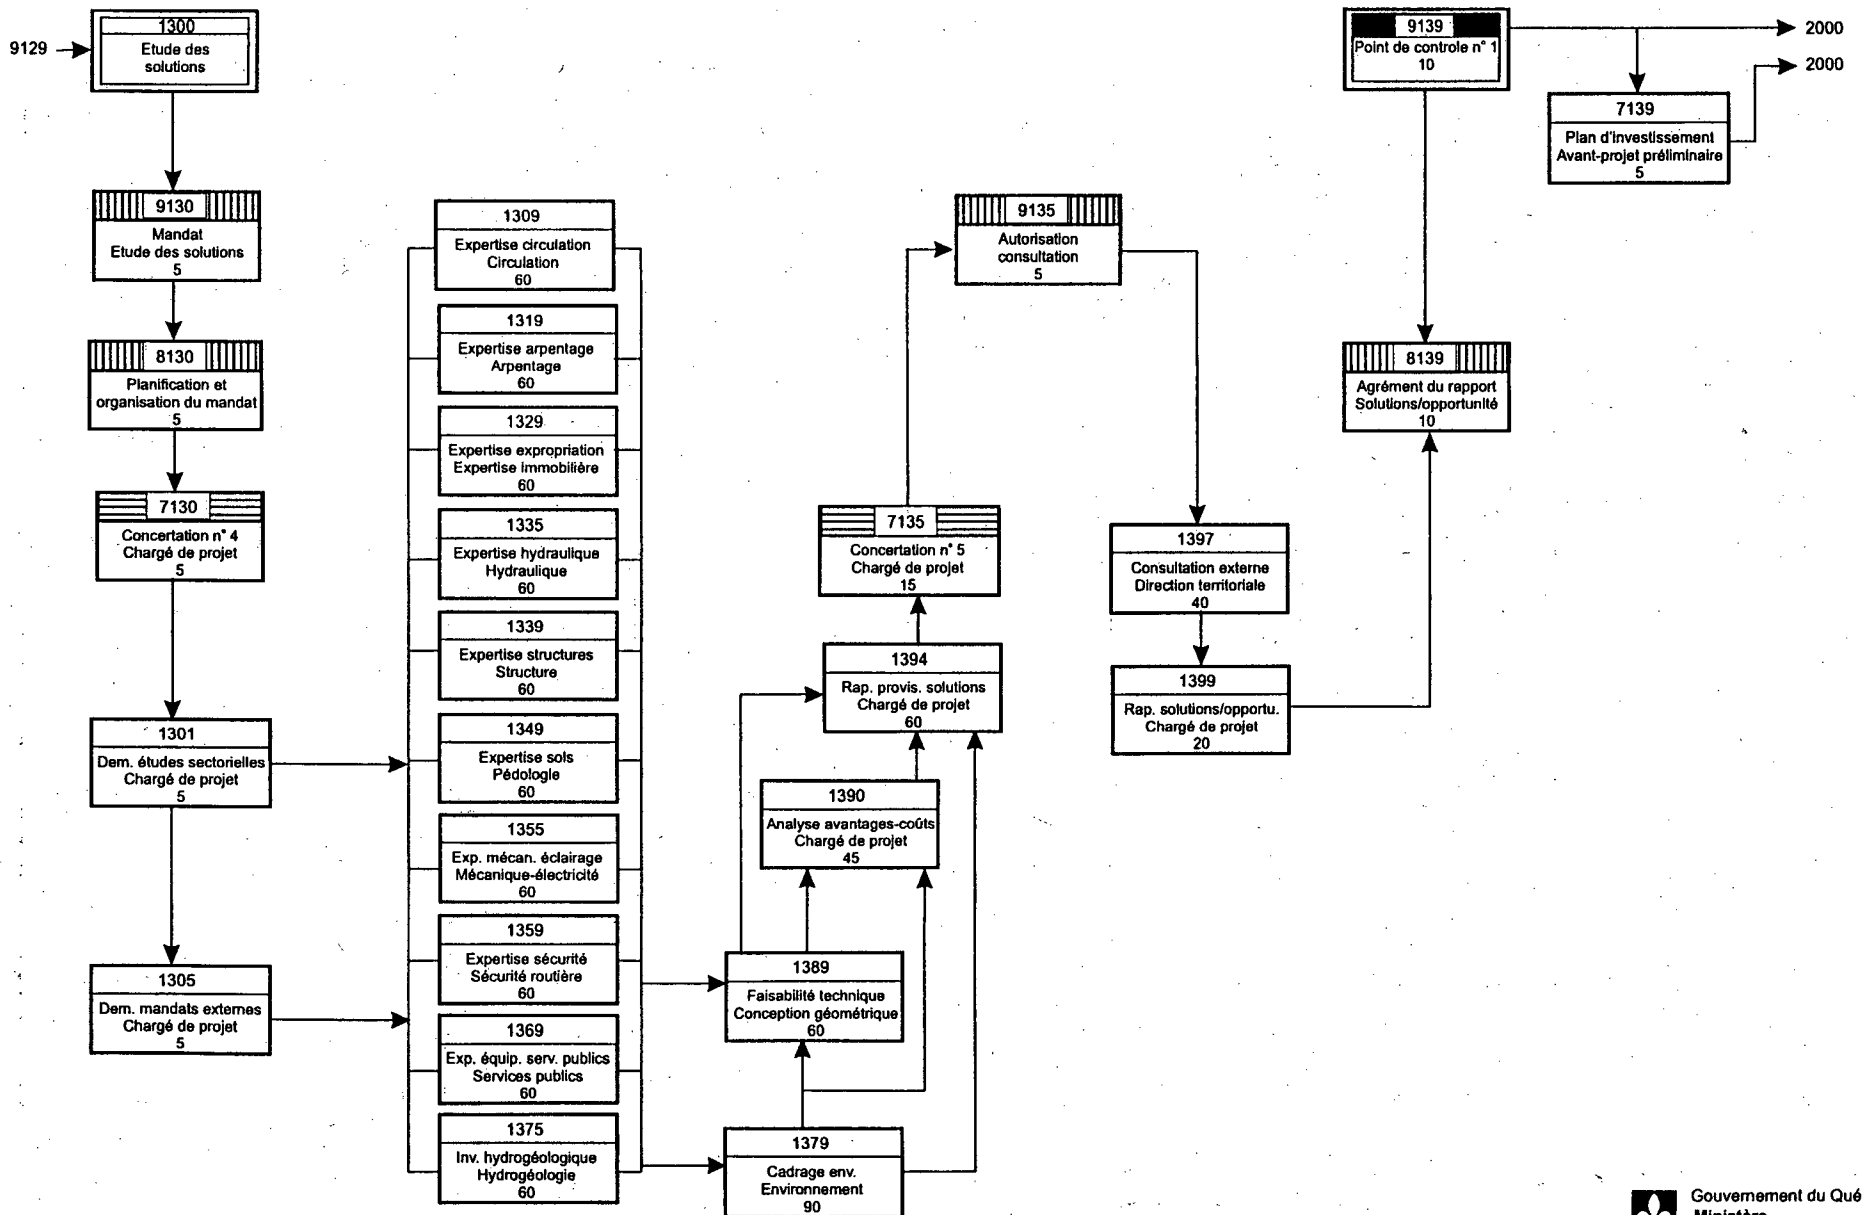 9129
1300
Etude des
solutions
9130
Mandat
Etude des solutions
5
8130
Planification et
organisation du mandat
5
7130
Concertation n° 4
Chargé de projet
5
1301
Dem. études sectorielles
Chargé de projet
5
1305
Dem. mandats externes
Chargé de projet
5
1309
Expertise circulation
Circulation
60
1319
Expertise arpentage
Arpentage
60
1329
Expertise expropriation
Expertise immobilière
60
1335
Expertise hydraulique
Hydraulique
60
1339
Expertise structures
Structure
60
1349
Expertise sols
Pédologie
60
1355
Exp. mécan. éclairage
Mécanique-électricité
60
1359
Expertise sécurité
Sécurité routière
60
1369
Exp. équip. serv. publics
Services publics
60
1375
Inv. hydrogéologique
Hydrogéologie
60
1379
Cadrage env.
Environnement
90
1389
Faisabilité technique
Conception géométrique
60
1390
Analyse avantages-coûts
Chargé de projet
45
1394
Rap. provis. solutions
Chargé de projet
60
7135
Concertation n° 5
Chargé de projet
15
9135
Autorisation
consultation
5
1397
Consultation externe
Direction territoriale
40
1399
Rap. solutions/opportu.
Chargé de projet
20
9139
Point de controle n° 1
10
8139
Agrément du rapport
Solutions/opportunité
10
7139
Plan d'investissement
Avant-projet préliminaire
5
2000
2000
Gouvernement du Qué
Ministère